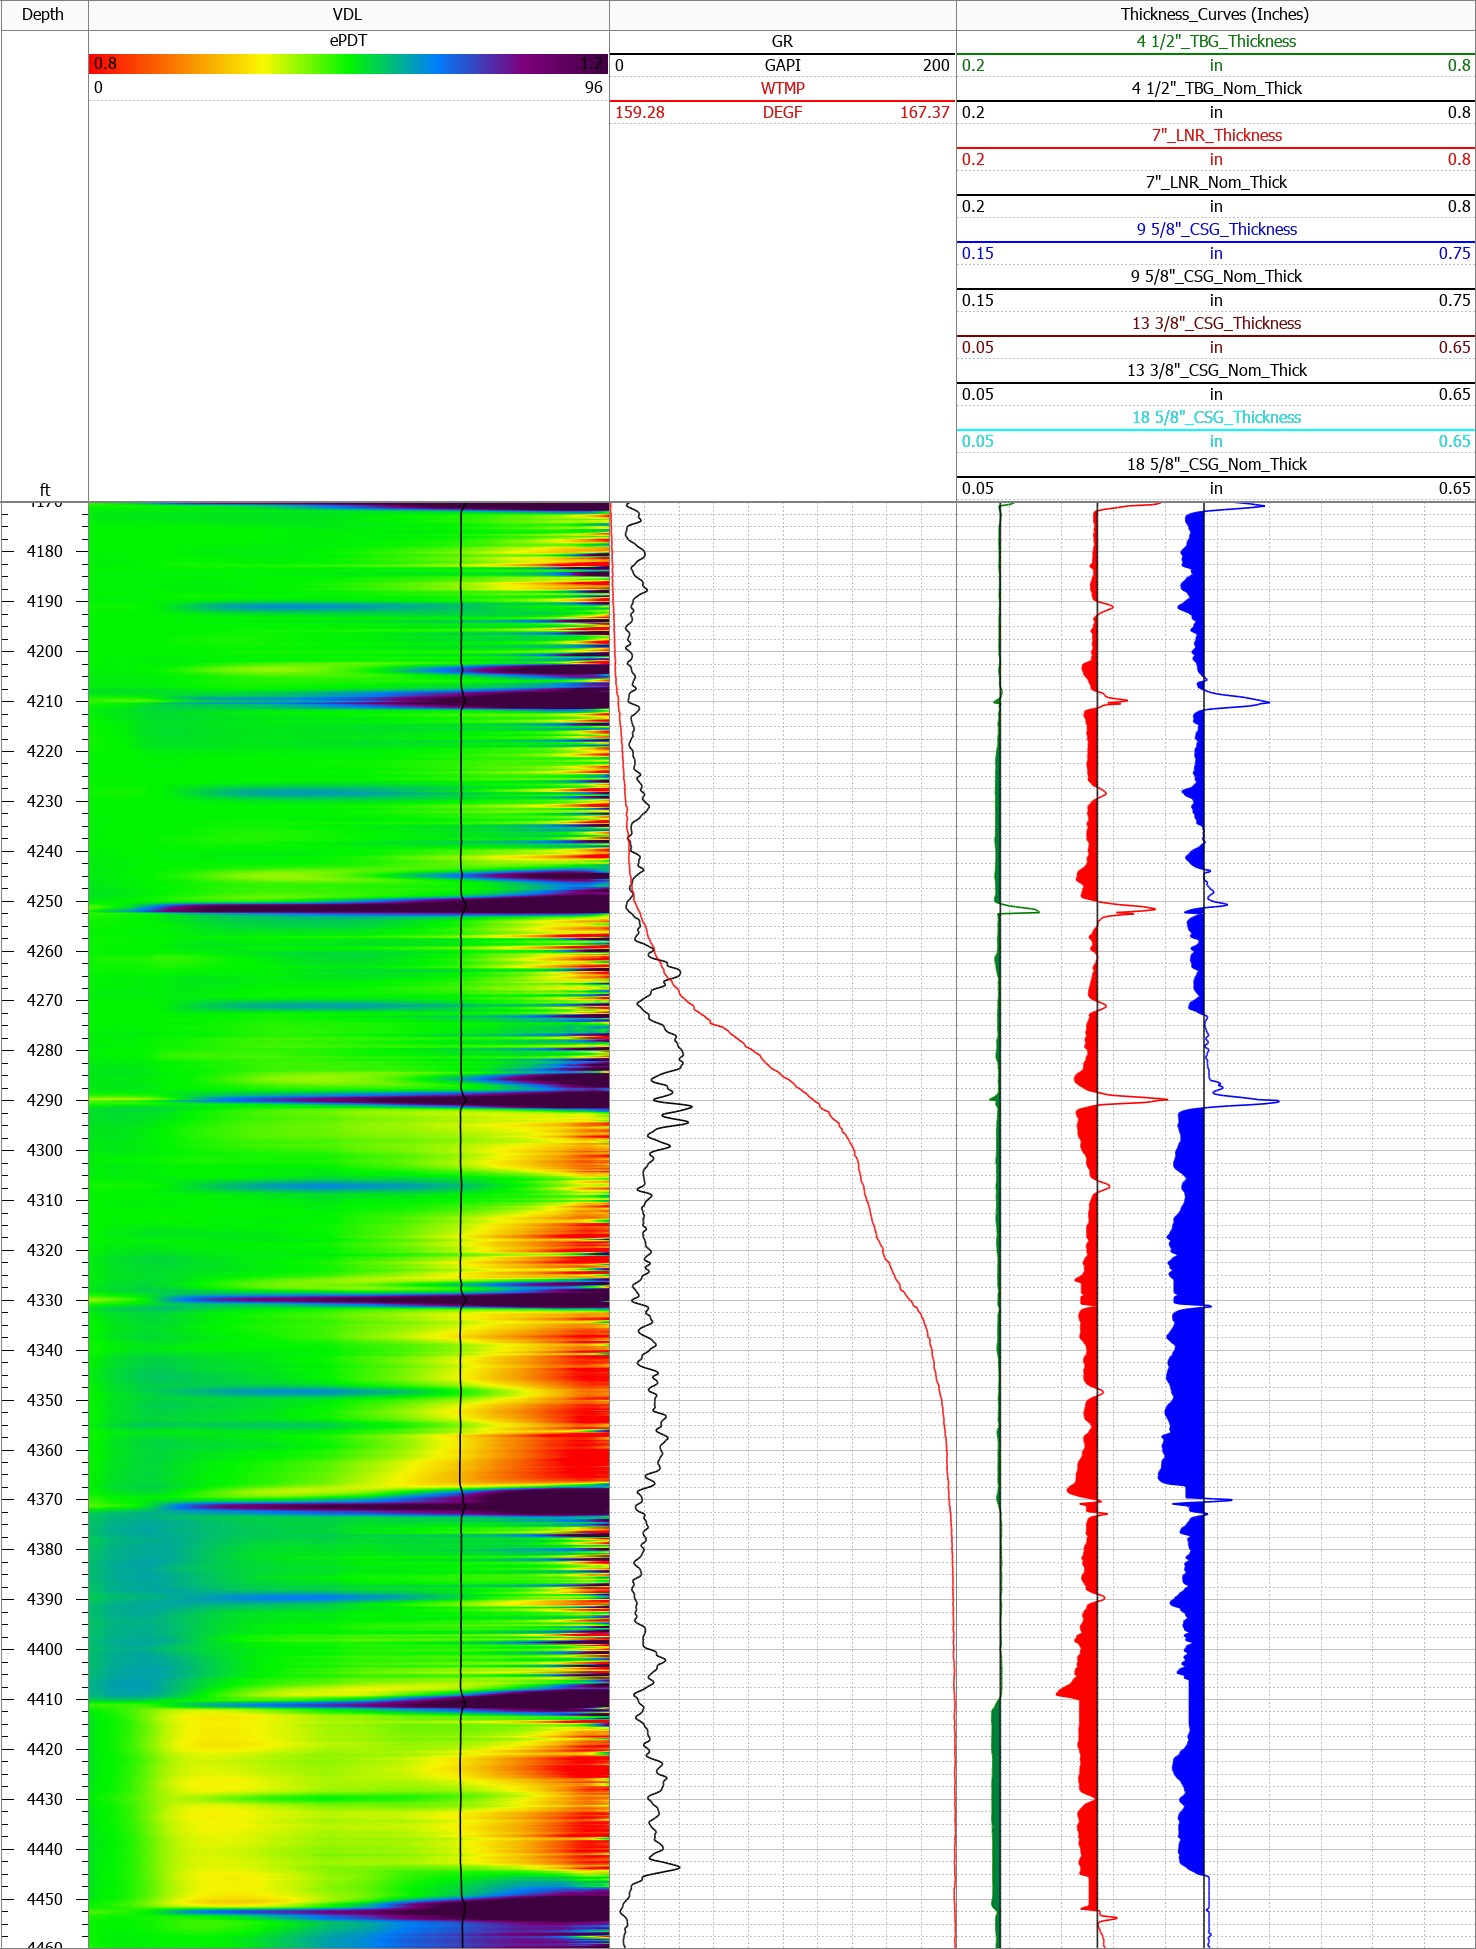 Depth VDL Thickness_Curves (Inches)
ePDT GR 4 1/2"_TBG_Thickness
0.8 1.2 0 GAPI 200 0.2 in 0.8
0 96 WTMP 4 1/2"_TBG_Nom_Thick
159.28 DEGF 167.37 0.2 in 0.8
7"_LNR_Thickness
0.2 in 0.8
7"_LNR_Nom_Thick
0.2 in 0.8
9 5/8"_CSG_Thickness
0.15 in 0.75
9 5/8"_CSG_Nom_Thick
0.15 in 0.75
13 3/8"_CSG_Thickness
0.05 in 0.65
13 3/8"_CSG_Nom_Thick
0.05 in 0.65
18 5/8"_CSG_Thickness
0.05 in 0.65
18 5/8"_CSG_Nom_Thick
ft 0.05 in 0.65
4170
4180
4190
4200
4210
4220
4230
4240
4250
4260
4270
4280
4290
4300
4310
4320
4330
4340
4350
4360
4370
4380
4390
4400
4410
4420
4430
4440
4450
4460